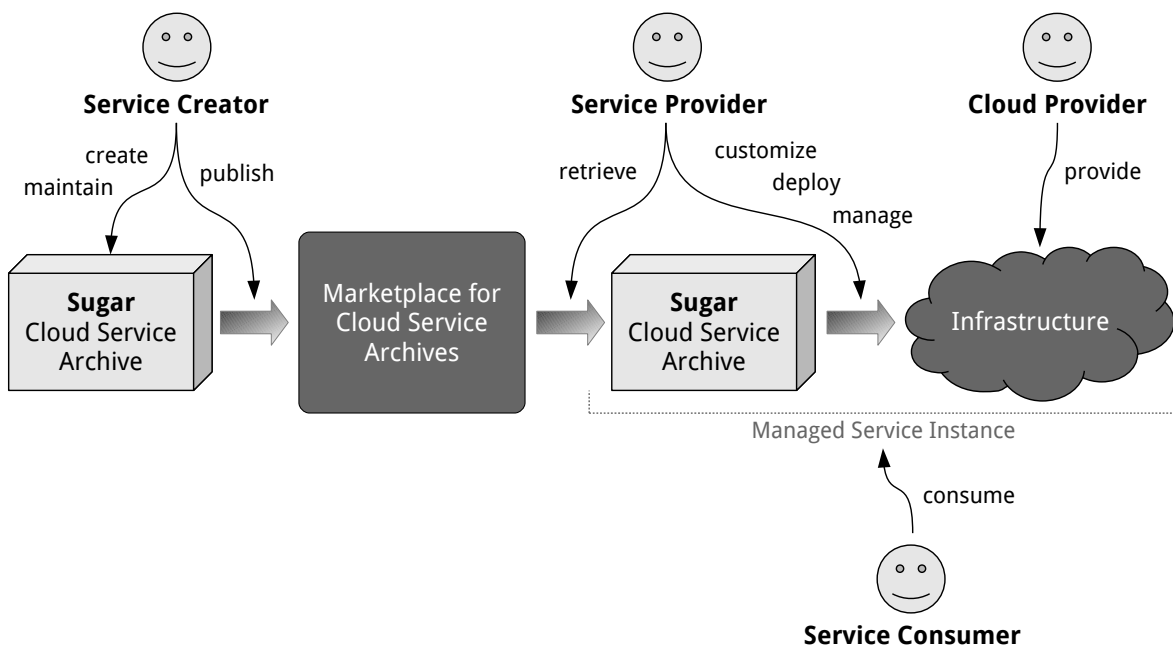 Service Creator
Service Provider
Cloud Provider
create
maintain
publish
retrieve
customize
deploy
manage
provide
Sugar
Cloud Service
Archive
Marketplace for
Cloud Service
Archives
Sugar
Cloud Service
Archive
Infrastructure
Managed Service Instance
consume
Service Consumer